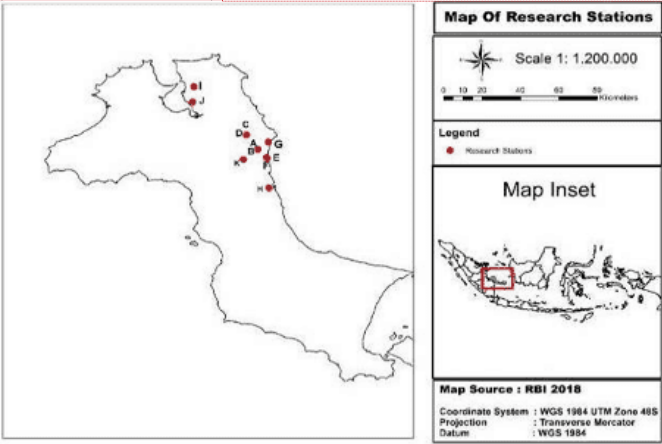 I
J
C
D
A
G
B
E
F
K
H
Map Of Research Stations
Scale 1: 1.200.000
0 10 20 40 60 80
Kilometers
Legend
Research Stations
Map Inset
Map Source : RBI 2018
Coordinate System : WGS 1984 UTM Zone 48S
Projection : Transverse Mercator
Datum : WGS 1984